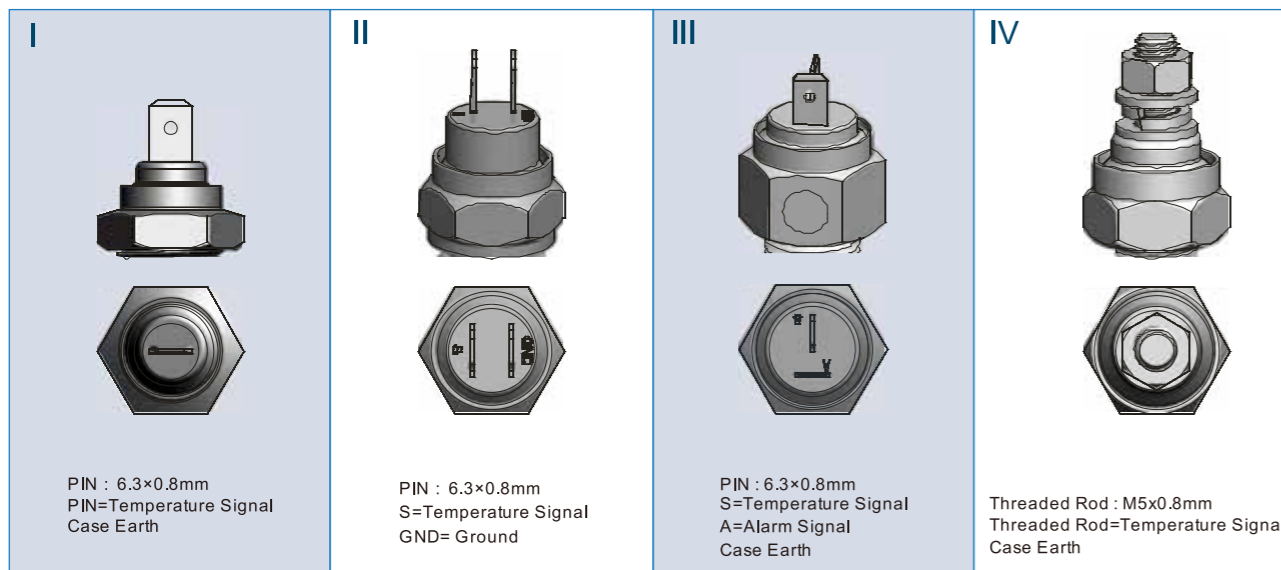 I
II
III
IV
GND
S
A
PIN : 6.3×0.8mm
PIN=Temperature Signal
Case Earth
PIN : 6.3×0.8mm
S=Temperature Signal
GND= Ground
PIN : 6.3×0.8mm
S=Temperature Signal
A=Alarm Signal
Case Earth
Threaded Rod : M5x0.8mm
Threaded Rod=Temperature Signa
Case Earth